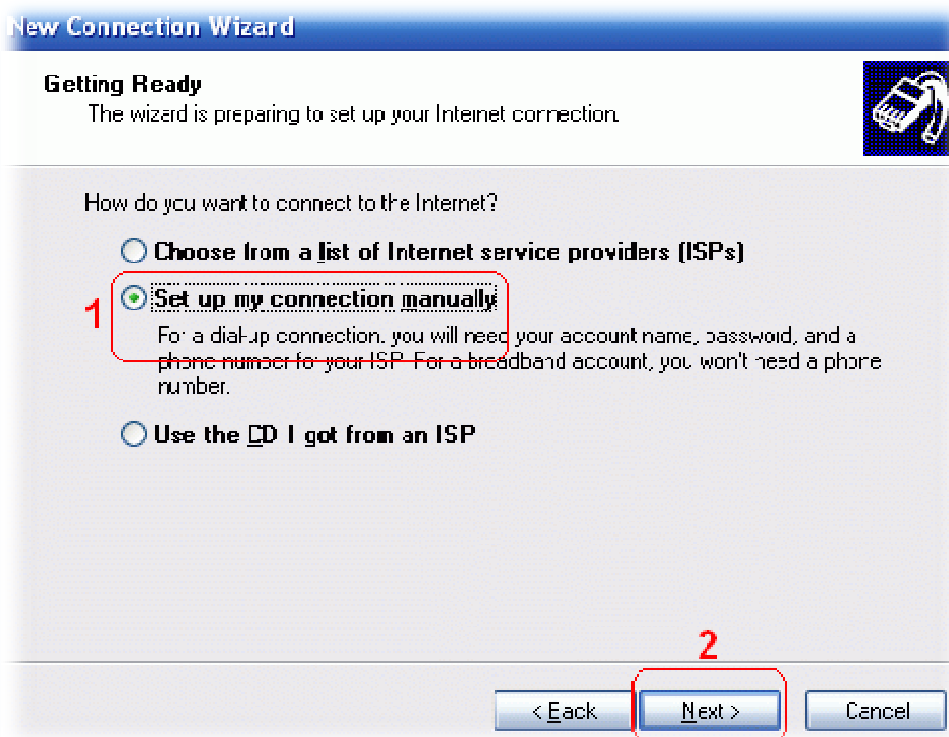 New Connection Wizard
Getting Ready
The wizard is preparing to set up your Internet connection.
How do you want to connect to the Internet?
Choose from a list of Internet service providers (ISPs)
1
Set up my connection manually
For a dial-up connection, you will need your account name, password, and a
phone number for your ISP. For a broadband account, you won't need a phone
number.
Use the CD I got from an ISP
2
< Back
Next >
Cancel